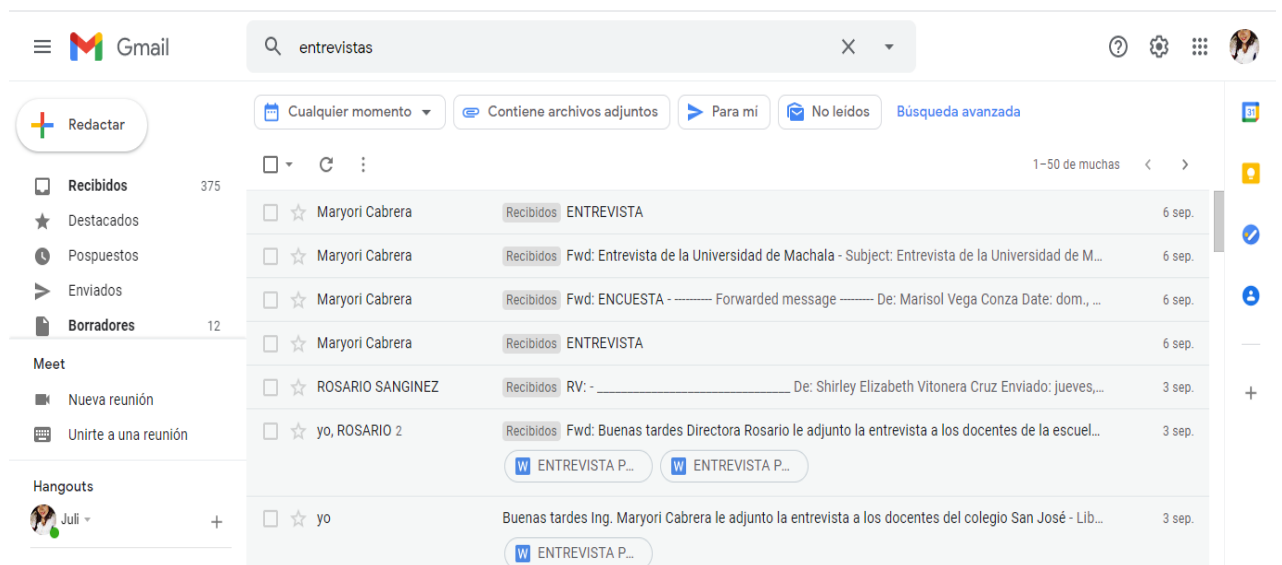 Gmail
entrevistas
Redactar
Recibidos 375
Destacados
Pospuestos
Enviados
Borradores 12
Meet
Nueva reunión
Unirte a una reunión
Hangouts
Juli
Cualquier momento Contiene archivos adjuntos Para mí No leídos Búsqueda avanzada
1–50 de muchas
Maryori Cabrera Recibidos ENTREVISTA 6 sep.
Maryori Cabrera Recibidos Fwd: Entrevista de la Universidad de Machala - Subject: Entrevista de la Universidad de M... 6 sep.
Maryori Cabrera Recibidos Fwd: ENCUESTA - ---------- Forwarded message --------- De: Marisol Vega Conza Date: dom., ... 6 sep.
Maryori Cabrera Recibidos ENTREVISTA 6 sep.
ROSARIO SANGINEZ Recibidos RV: - ________________________________ De: Shirley Elizabeth Vitonera Cruz Enviado: jueves,... 3 sep.
yo, ROSARIO 2 Recibidos Fwd: Buenas tardes Directora Rosario le adjunto la entrevista a los docentes de la escuel... 3 sep.
W ENTREVISTA P... W ENTREVISTA P...
yo Buenas tardes Ing. Maryori Cabrera le adjunto la entrevista a los docentes del colegio San José - Lib... 3 sep.
W ENTREVISTA P...
31